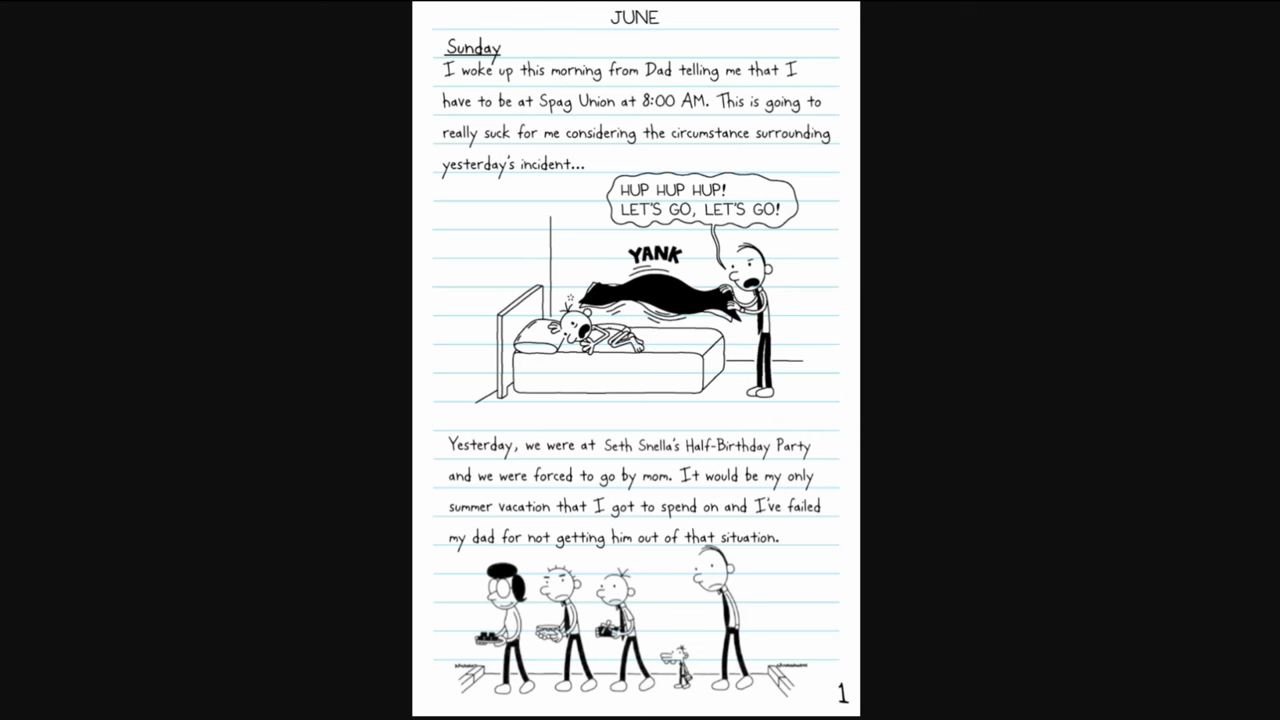 JUNE
Sunday
I woke up this morning from Dad telling me that I
have to be at Spag Union at 8:00 AM. This is going to
really suck for me considering the circumstance surrounding
yesterday's incident...
HUP HUP HUP!
LET'S GO, LET'S GO!
YANK
Yesterday, we were at Seth Snella's Half-Birthday Party
and we were forced to go by mom. It would be my only
summer vacation that I got to spend on and I've failed
my dad for not getting him out of that situation.
1